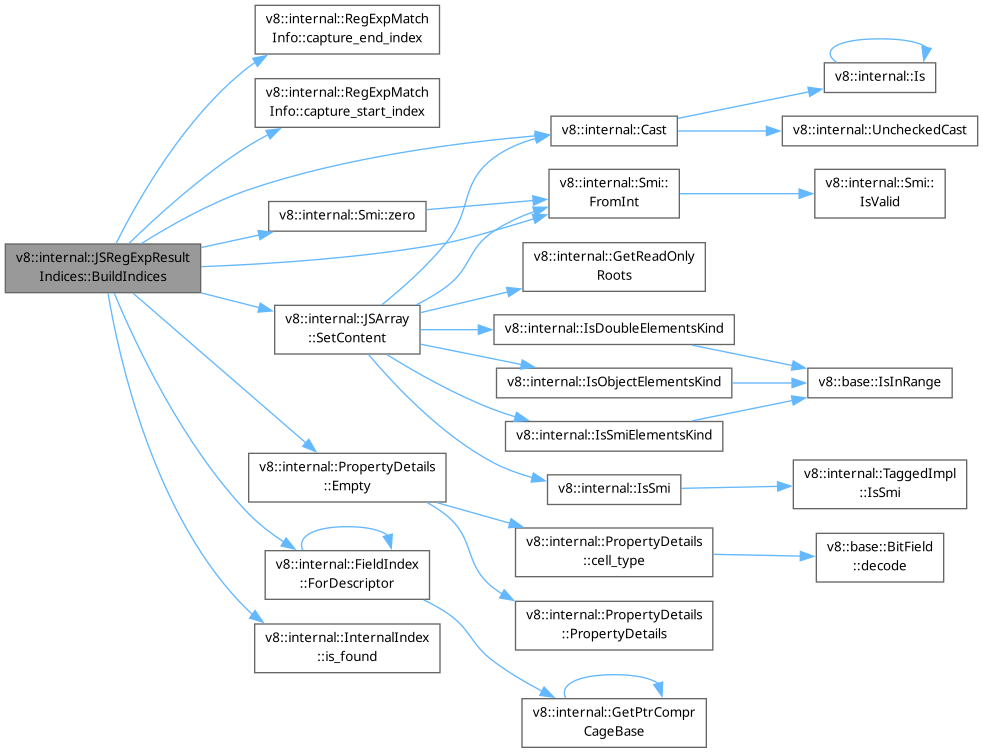 v8::internal::JSRegExpResult
Indices::BuildIndices
v8::internal::RegExpMatch
Info::capture_end_index
v8::internal::RegExpMatch
Info::capture_start_index
v8::internal::Smi::zero
v8::internal::JSArray
::SetContent
v8::internal::PropertyDetails
::Empty
v8::internal::FieldIndex
::ForDescriptor
v8::internal::InternalIndex
::is_found
v8::internal::Cast
v8::internal::Smi::
FromInt
v8::internal::GetReadOnly
Roots
v8::internal::IsDoubleElementsKind
v8::internal::IsObjectElementsKind
v8::internal::IsSmiElementsKind
v8::internal::IsSmi
v8::internal::PropertyDetails
::cell_type
v8::internal::PropertyDetails
::PropertyDetails
v8::internal::GetPtrCompr
CageBase
v8::internal::Is
v8::internal::UncheckedCast
v8::internal::Smi::
IsValid
v8::base::IsInRange
v8::internal::TaggedImpl
::IsSmi
v8::base::BitField
::decode